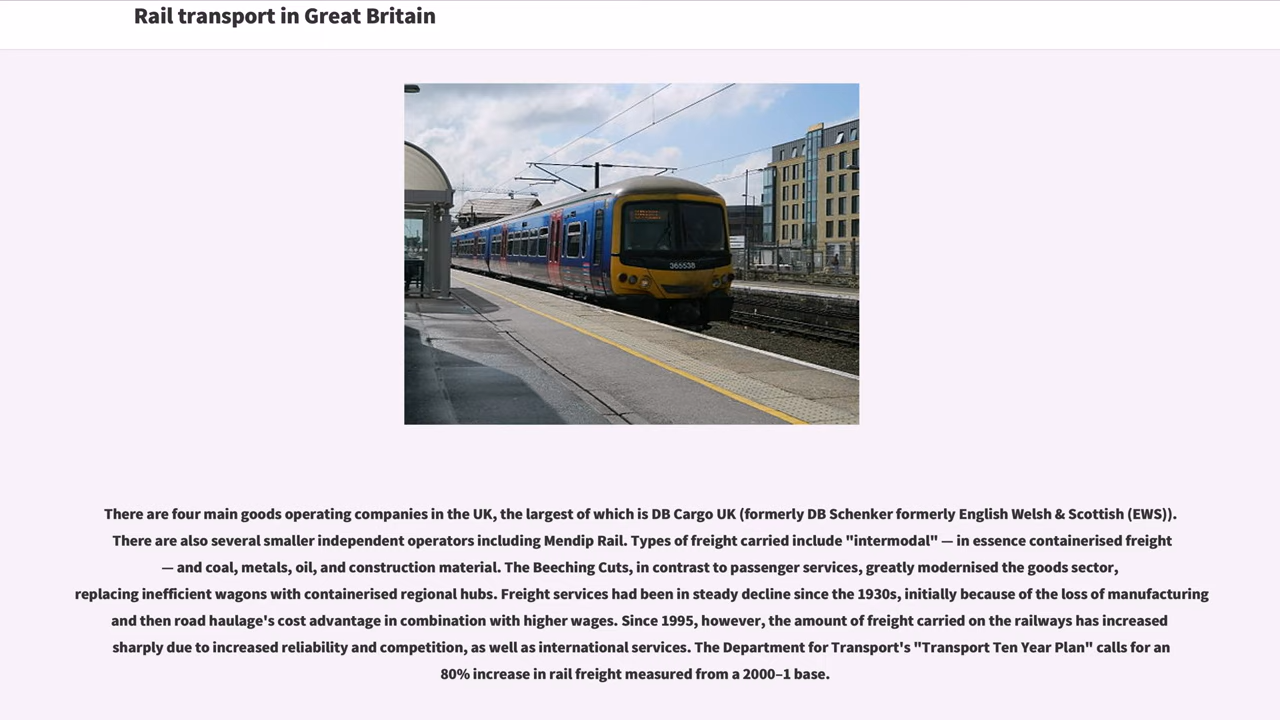 Rail transport in Great Britain
365538
There are four main goods operating companies in the UK, the largest of which is DB Cargo UK (formerly DB Schenker formerly English Welsh & Scottish (EWS)).
There are also several smaller independent operators including Mendip Rail. Types of freight carried include "intermodal" — in essence containerised freight
— and coal, metals, oil, and construction material. The Beeching Cuts, in contrast to passenger services, greatly modernised the goods sector,
replacing inefficient wagons with containerised regional hubs. Freight services had been in steady decline since the 1930s, initially because of the loss of manufacturing
and then road haulage's cost advantage in combination with higher wages. Since 1995, however, the amount of freight carried on the railways has increased
sharply due to increased reliability and competition, as well as international services. The Department for Transport's "Transport Ten Year Plan" calls for an
80% increase in rail freight measured from a 2000–1 base.